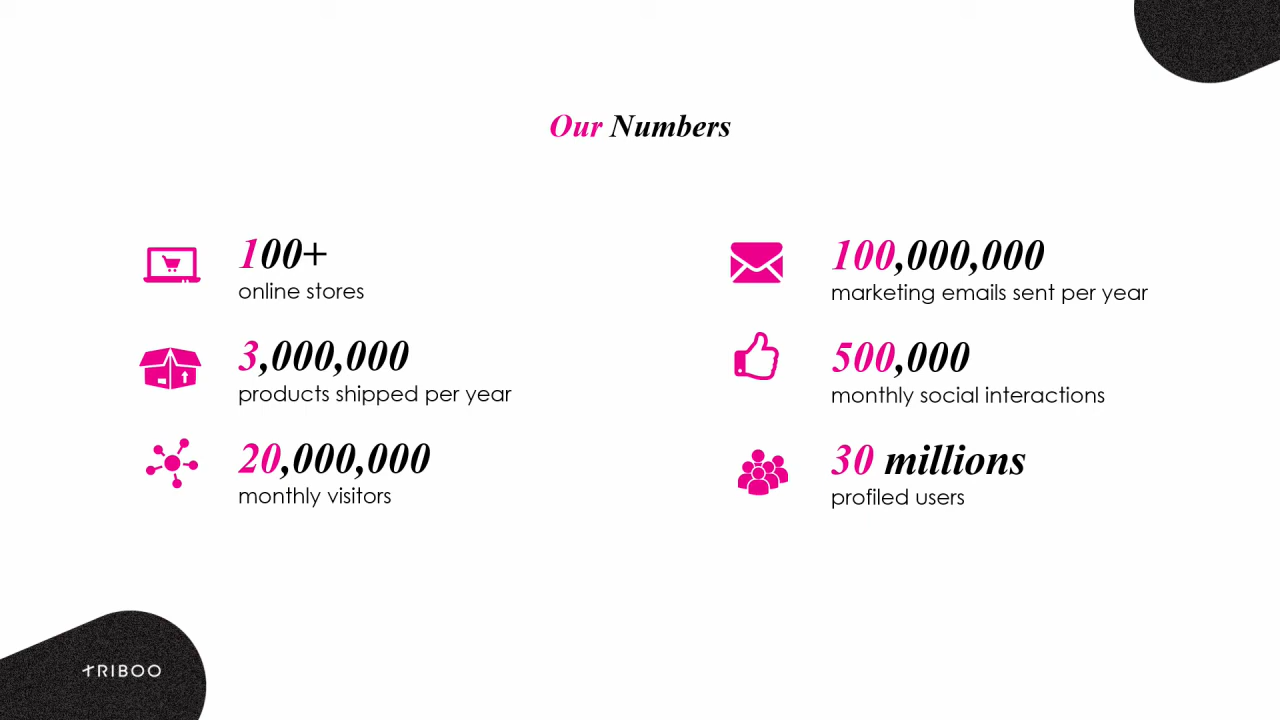 Our Numbers
100+
online stores
3,000,000
products shipped per year
20,000,000
monthly visitors
100,000,000
marketing emails sent per year
500,000
monthly social interactions
30 millions
profiled users
TRIBOO